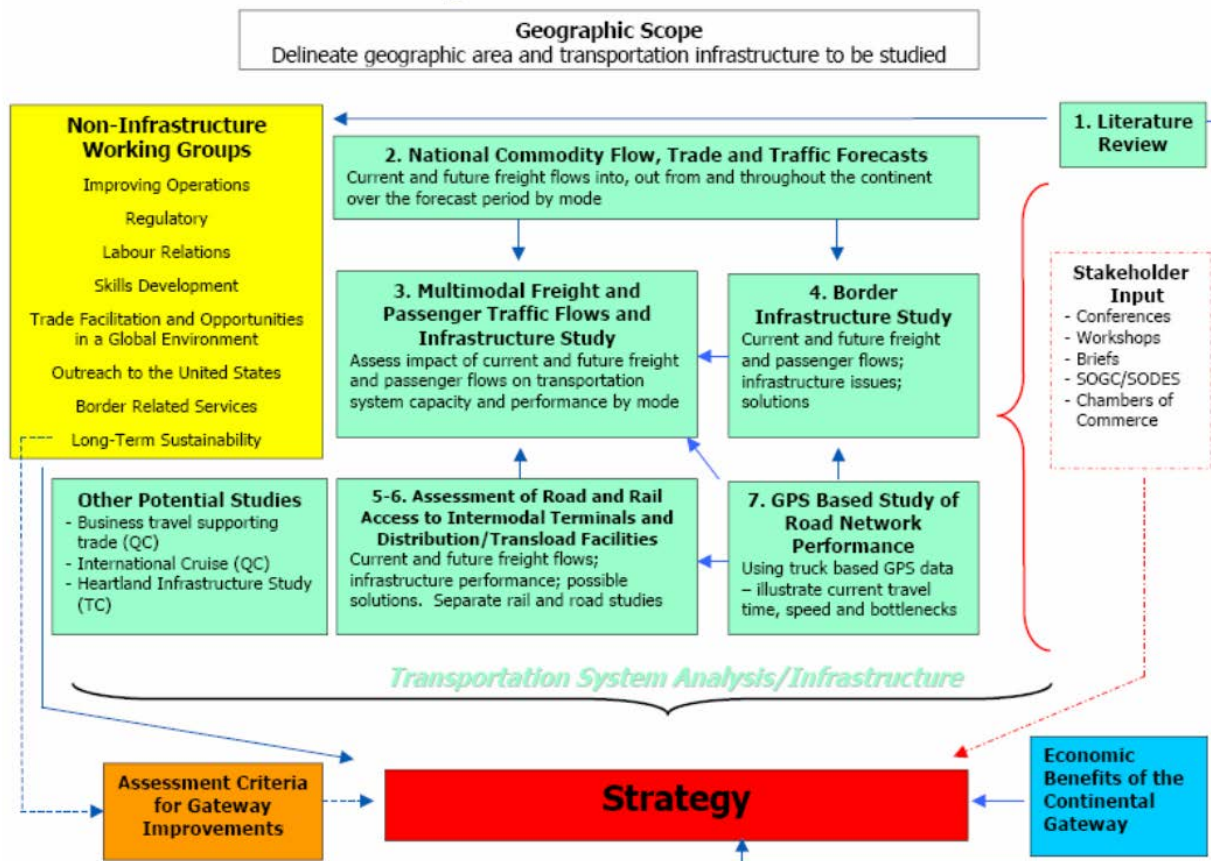 Geographic Scope
Delineate geographic area and transportation infrastructure to be studied
Non-Infrastructure
Working Groups
Improving Operations
Regulatory
Labour Relations
Skills Development
Trade Facilitation and Opportunities
in a Global Environment
Outreach to the United States
Border Related Services
Long-Term Sustainability
1. Literature
Review
2. National Commodity Flow, Trade and Traffic Forecasts
Current and future freight flows into, out from and throughout the continent
over the forecast period by mode
3. Multimodal Freight and
Passenger Traffic Flows and
Infrastructure Study
Assess impact of current and future freight
and passenger flows on transportation
system capacity and performance by mode
4. Border
Infrastructure Study
Current and future freight
and passenger flows;
infrastructure issues;
solutions
Stakeholder
Input
- Conferences
- Workshops
- Briefs
- SOGC/SODES
- Chambers of
Commerce
Other Potential Studies
- Business travel supporting
trade (QC)
- International Cruise (QC)
- Heartland Infrastructure Study
(TC)
5-6. Assessment of Road and Rail
Access to Intermodal Terminals and
Distribution/Transload Facilities
Current and future freight flows;
infrastructure performance; possible
solutions. Separate rail and road studies
7. GPS Based Study of
Road Network
Performance
Using truck based GPS data
– illustrate current travel
time, speed and bottlenecks
Transportation System Analysis/Infrastructure
Assessment Criteria
for Gateway
Improvements
Strategy
Economic
Benefits of the
Continental
Gateway